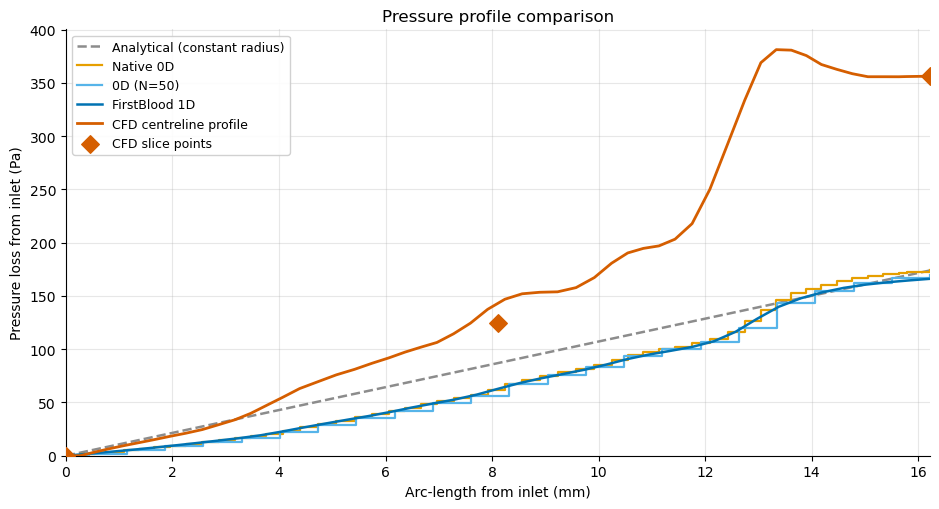 Pressure profile comparison
Pressure loss from inlet (Pa)
400
350
300
250
200
150
100
50
0
Analytical (constant radius)
Native 0D
0D (N=50)
FirstBlood 1D
CFD centreline profile
CFD slice points
0 2 4 6 8 10 12 14 16
Arc-length from inlet (mm)